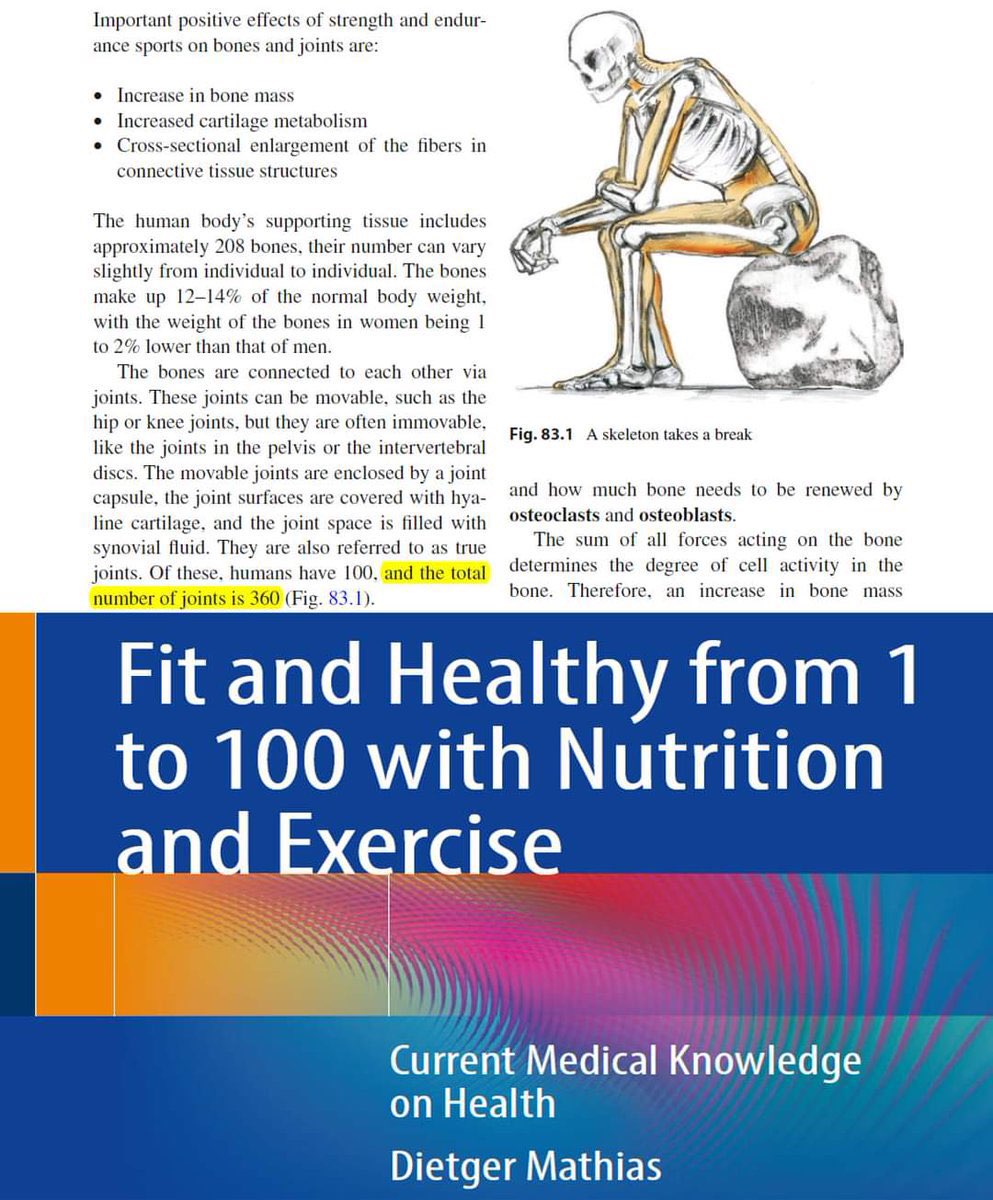 Important positive effects of strength and endur-
ance sports on bones and joints are:
• Increase in bone mass
• Increased cartilage metabolism
• Cross-sectional enlargement of the fibers in
connective tissue structures
The human body's supporting tissue includes
approximately 208 bones, their number can vary
slightly from individual to individual. The bones
make up 12–14% of the normal body weight,
with the weight of the bones in women being 1
to 2% lower than that of men.
The bones are connected to each other via
joints. These joints can be movable, such as the
hip or knee joints, but they are often immovable,
like the joints in the pelvis or the intervertebral
discs. The movable joints are enclosed by a joint
capsule, the joint surfaces are covered with hya-
line cartilage, and the joint space is filled with
synovial fluid. They are also referred to as true
joints. Of these, humans have 100, and the total
number of joints is 360 (Fig. 83.1).
Fig. 83.1 A skeleton takes a break
and how much bone needs to be renewed by
osteoclasts and osteoblasts.
The sum of all forces acting on the bone
determines the degree of cell activity in the
bone. Therefore, an increase in bone mass
Fit and Healthy from 1
to 100 with Nutrition
and Exercise
Current Medical Knowledge
on Health
Dietger Mathias